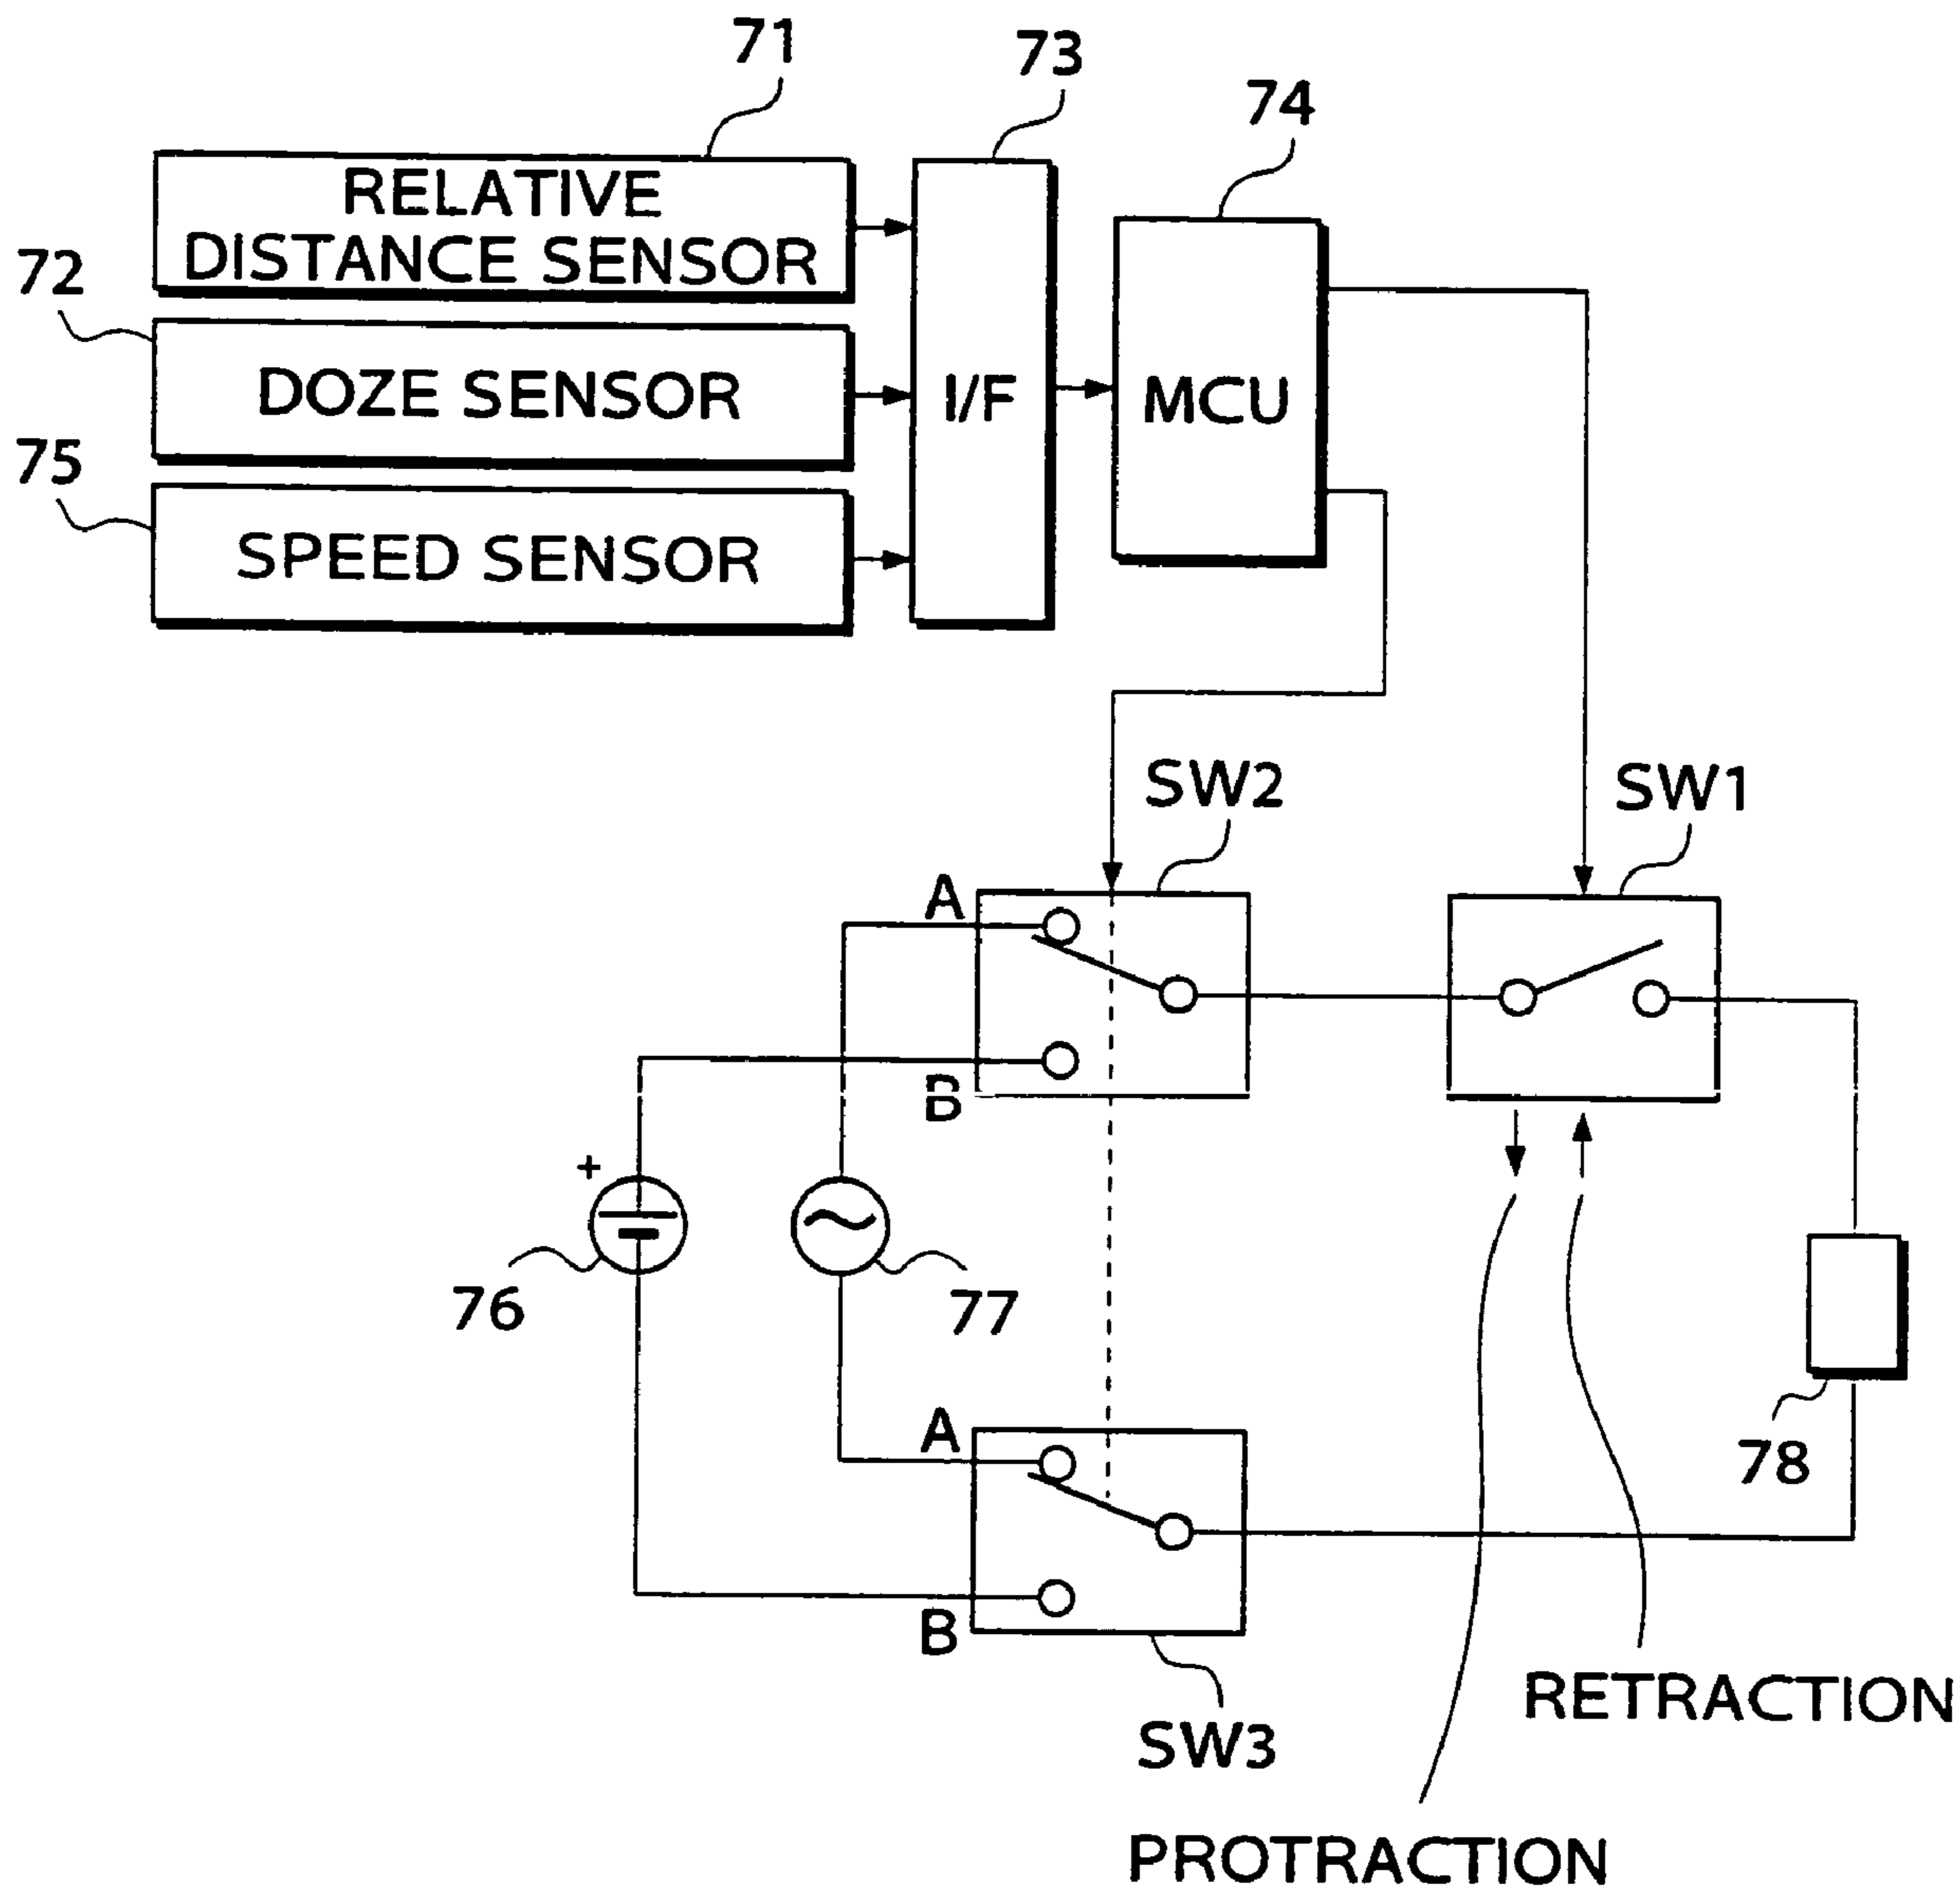 71
73
74
RELATIVE
DISTANCE SENSOR
72
DOZE SENSOR
I/F
MCU
75
SPEED SENSOR
SW2
SW1
A
B
+
76
77
A
78
B
RETRACTION
SW3
PROTRACTION